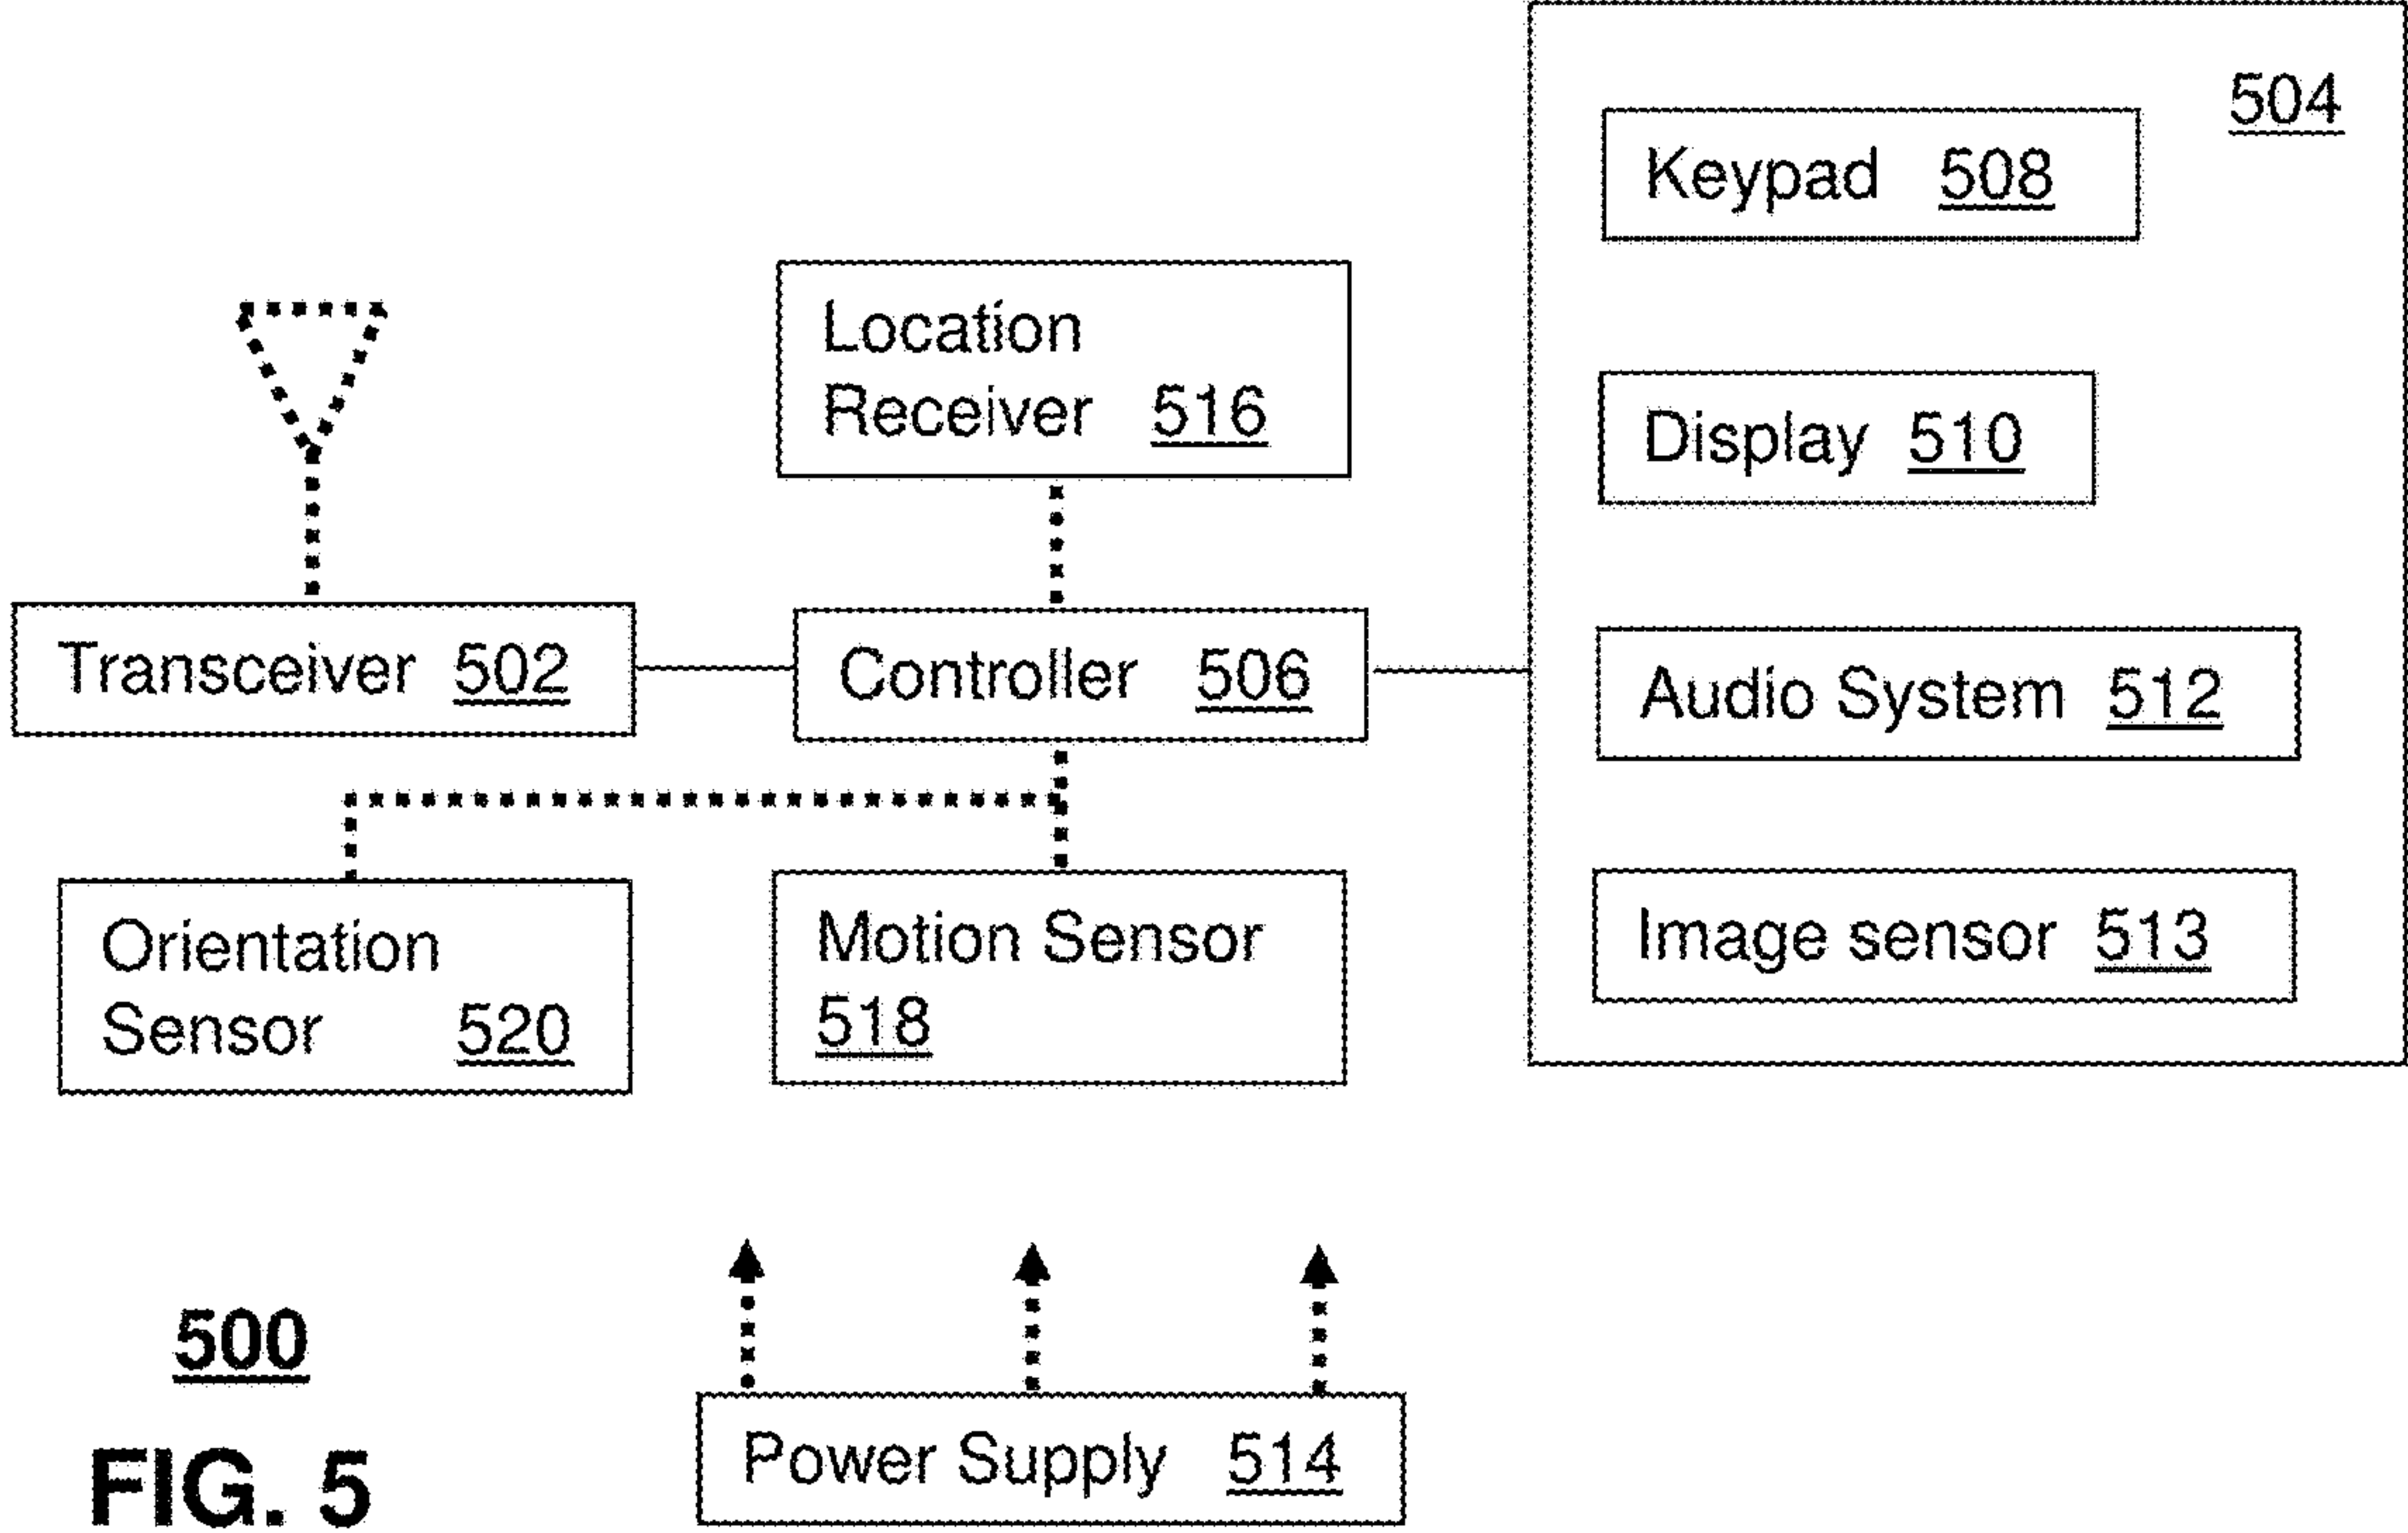 504
Keypad 508
Location
Receiver 516
Display 510
Transceiver 502
Controller 506
Audio System 512
Orientation
Sensor 520
Motion Sensor
518
Image sensor 513
500
FIG. 5
Power Supply 514